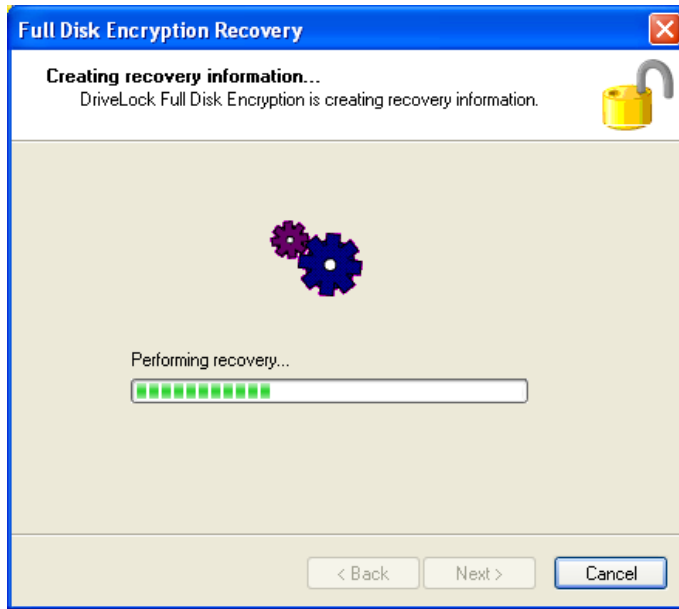 Full Disk Encryption Recovery
Creating recovery information...
DriveLock Full Disk Encryption is creating recovery information.
Performing recovery...
< Back
Next >
Cancel